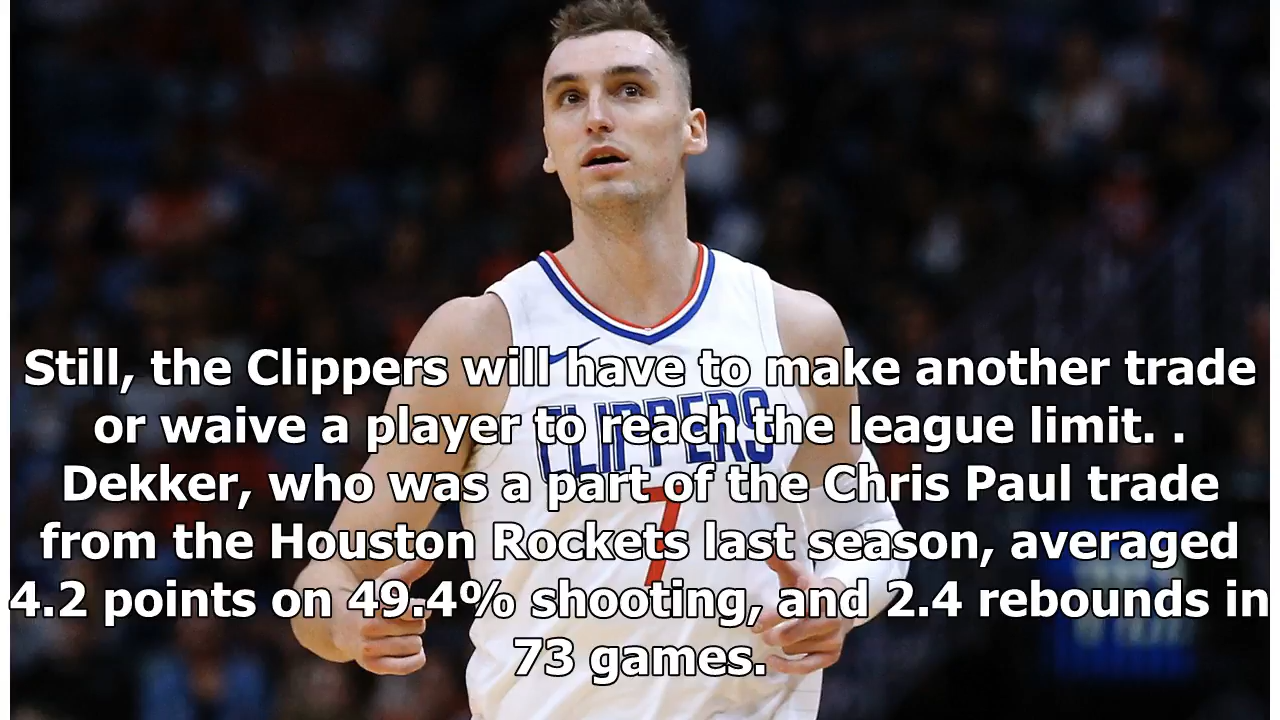 Still, the Clippers will have to make another trade
or waive a player to reach the league limit. .
Dekker, who was a part of the Chris Paul trade
from the Houston Rockets last season, averaged
4.2 points on 49.4% shooting, and 2.4 rebounds in
73 games.
CLIPPERS
7